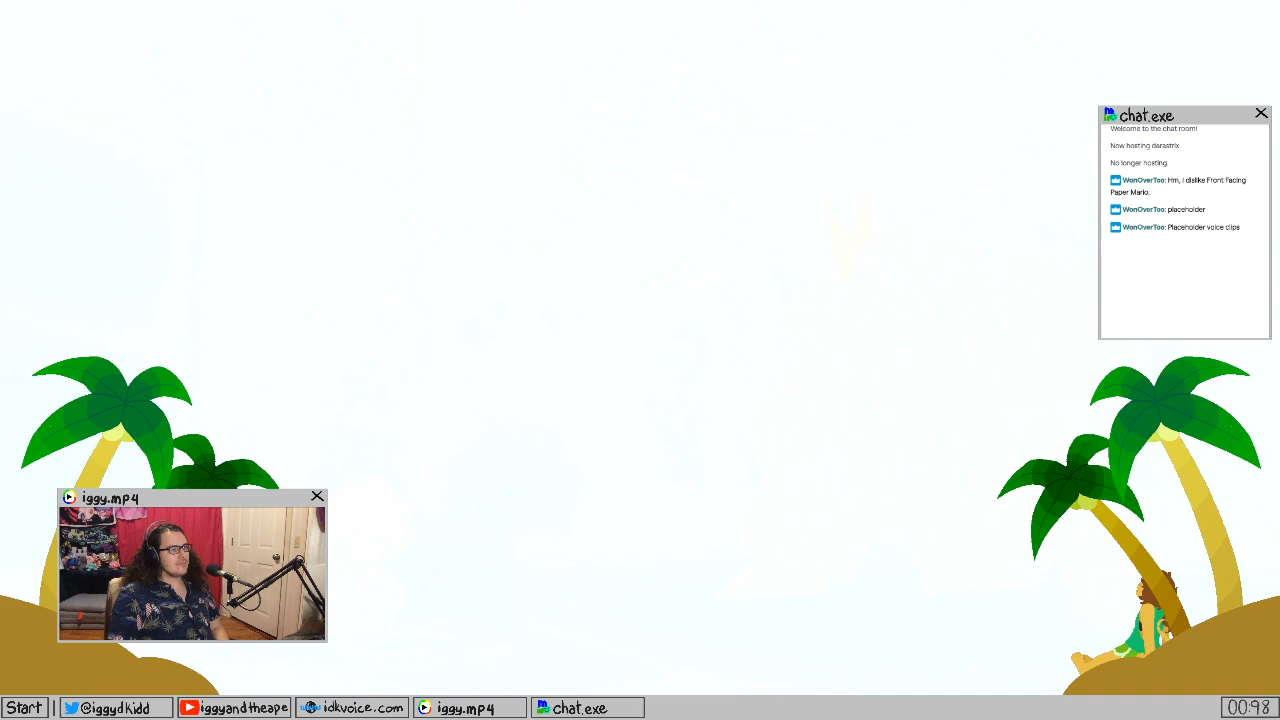 chat.exe
Welcome to the chat room!
Now hosting darastrix
No longer hosting.
WonOverToo: Hm, I dislike Front Facing
Paper Mario.
WonOverToo: placeholder
WonOverToo: Placeholder voice clips
iggy.mp4
Start | @iggydkidd iggyandtheape www idkvoice.com iggy.mp4 chat.exe 00:98